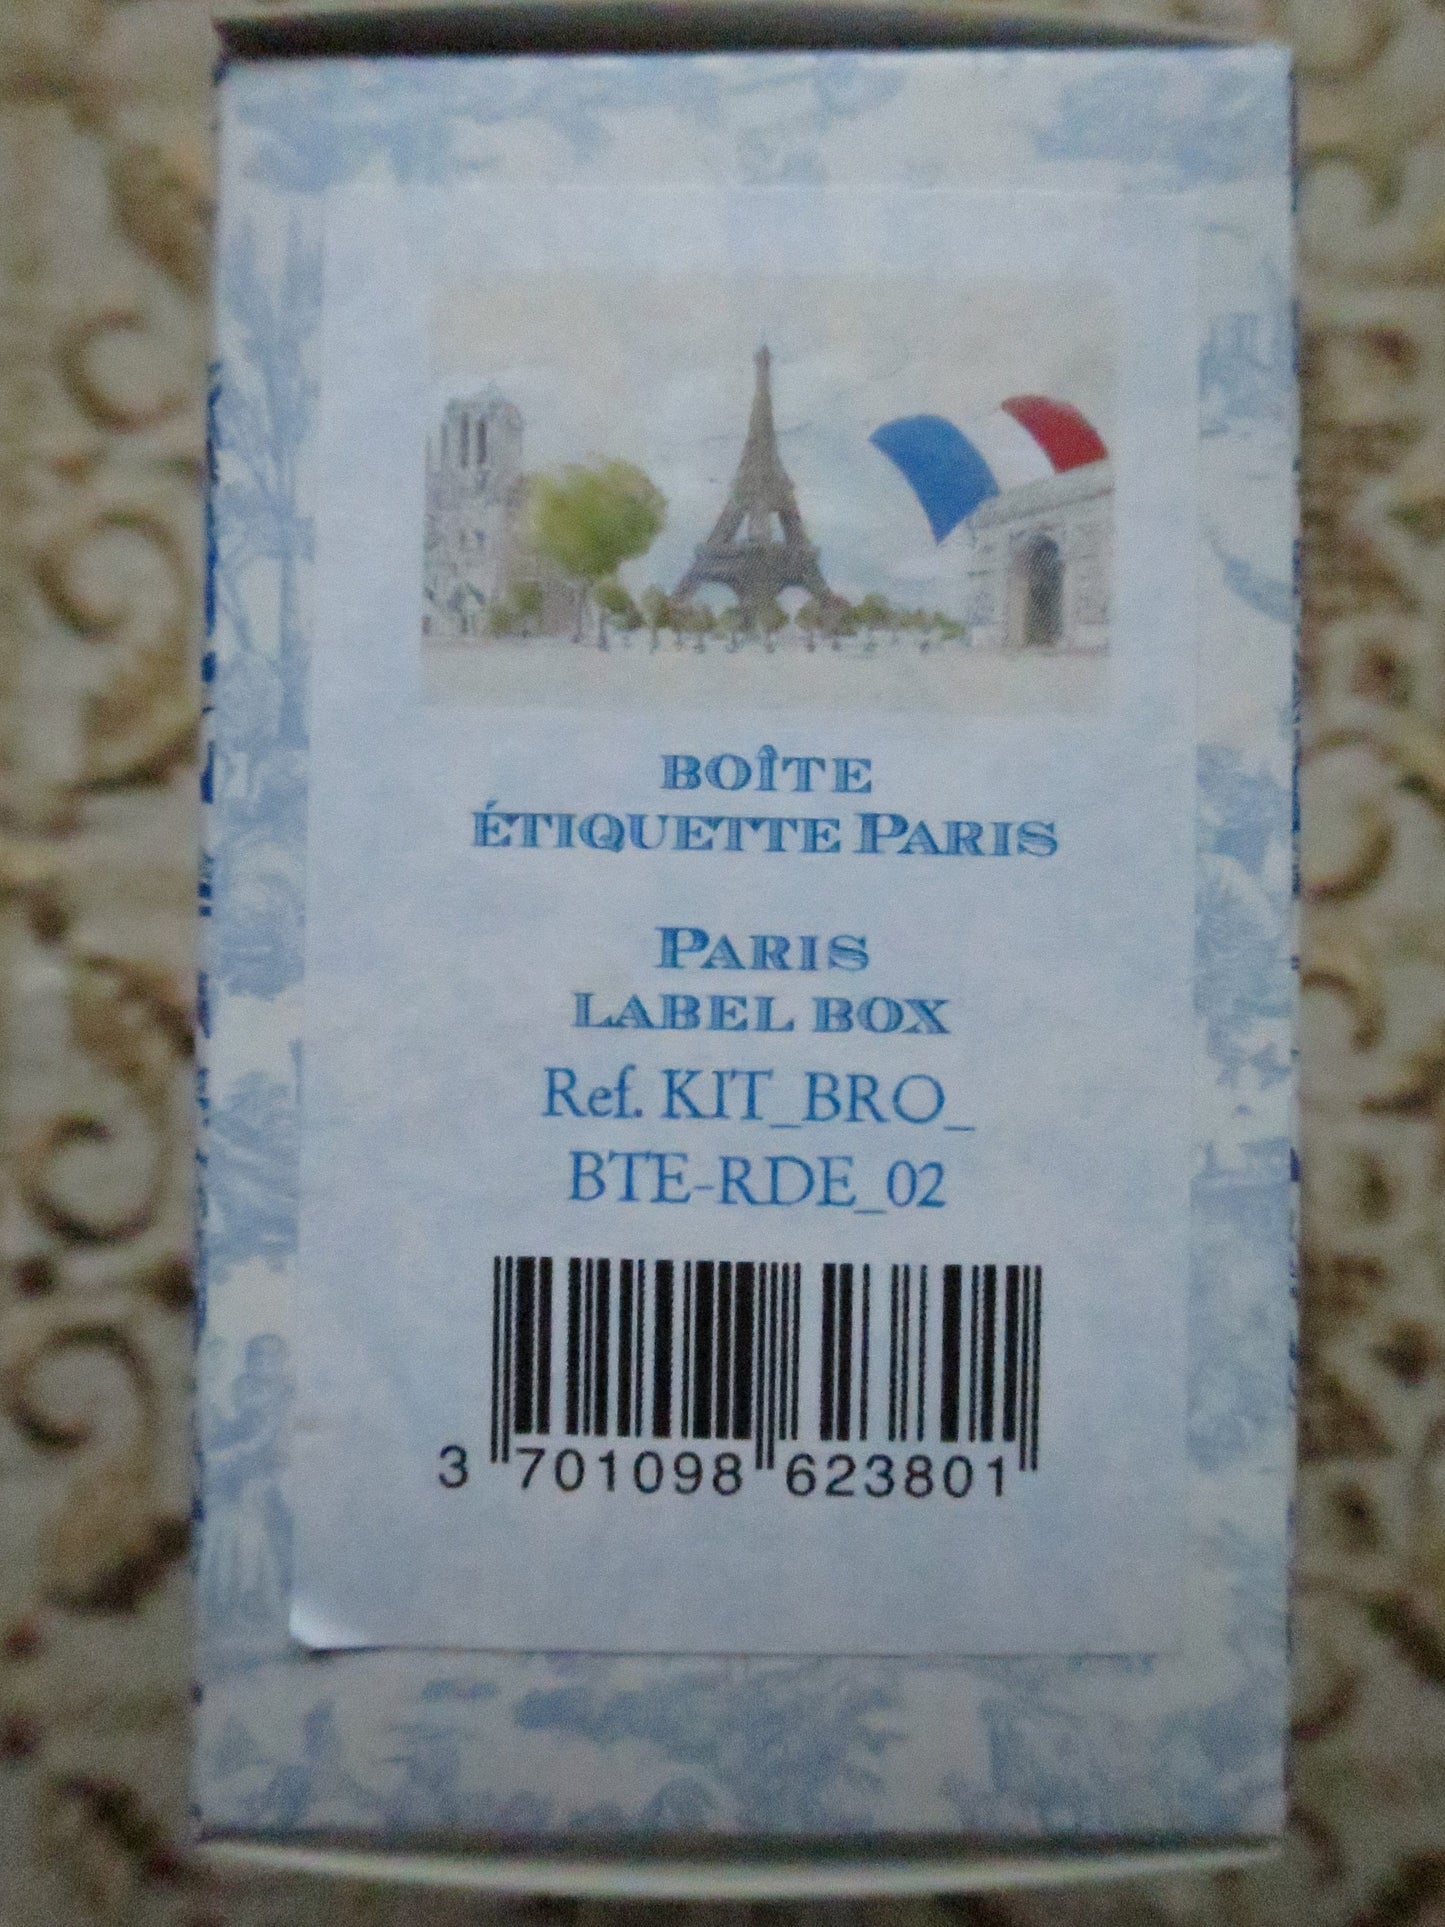 BOÎTE
ÉTIQUETTE PARIS
PARIS
LABEL BOX
Ref. KIT_BRO_
BTE-RDE_02
3 701098 623801